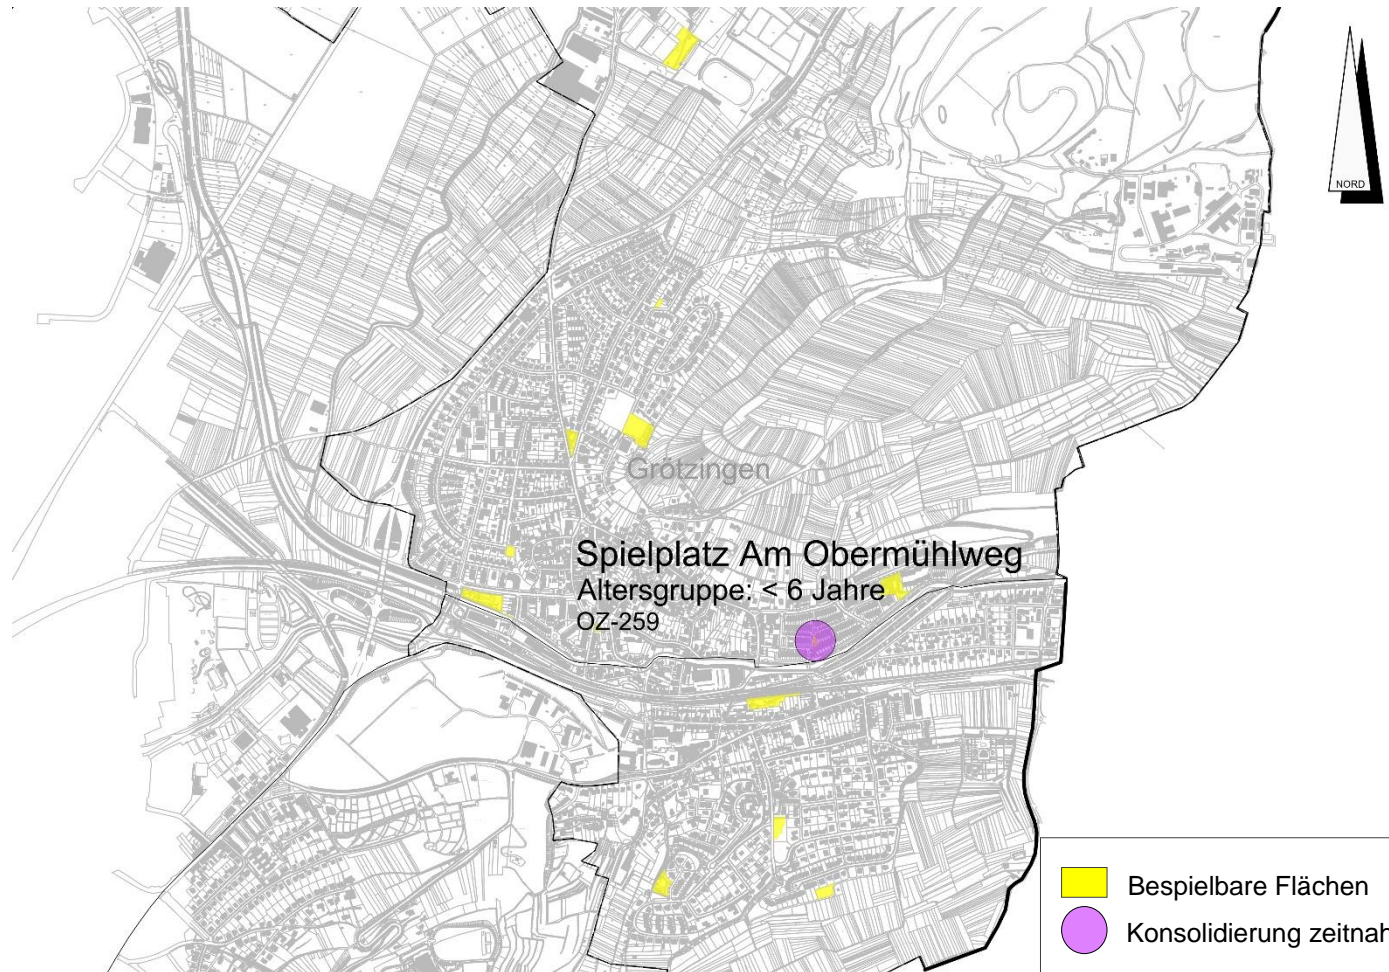 NORD
Grötzingen
Spielplatz Am Obermühlweg
Altersgruppe: < 6 Jahre
OZ-259
Bespielbare Flächen
Konsolidierung zeitnah